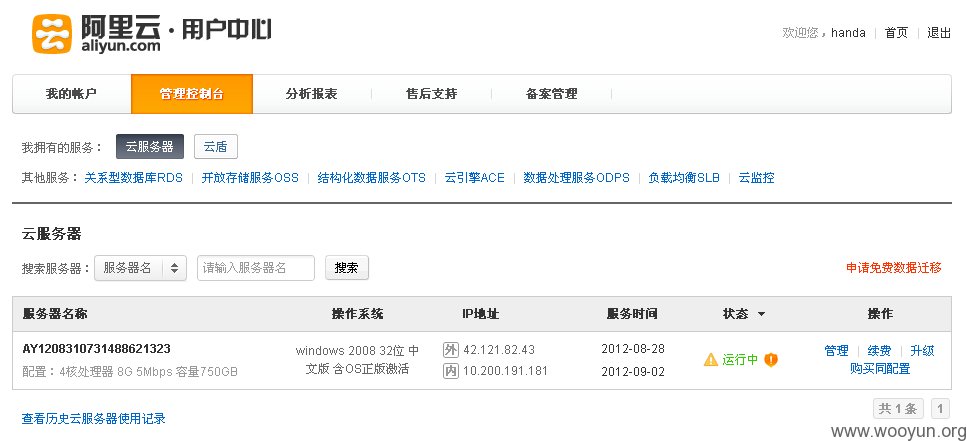 阿里云 · 用户中心
aliyun.com
欢迎您，handa | 首页 | 退出
我的帐户 管理控制台 分析报表 售后支持 备案管理
我拥有的服务： 云服务器 云盾
其他服务： 关系型数据库RDS | 开放存储服务OSS | 结构化数据服务OTS | 云引擎ACE | 数据处理服务ODPS | 负载均衡SLB | 云监控
云服务器
搜索服务器： 服务器名 请输入服务器名 搜索 申请免费数据迁移
服务器名称 操作系统 IP地址 服务时间 状态 操作
AY1208310731488621323
配置：4核处理器 8G 5Mbps 容量750GB
windows 2008 32位 中
文版 含OS正版激活
外 42.121.82.43
内 10.200.191.181
2012-08-28
2012-09-02
运行中
管理 | 续费 | 升级
购买同配置
共 1 条 1
查看历史云服务器使用记录
www.wooyun.org